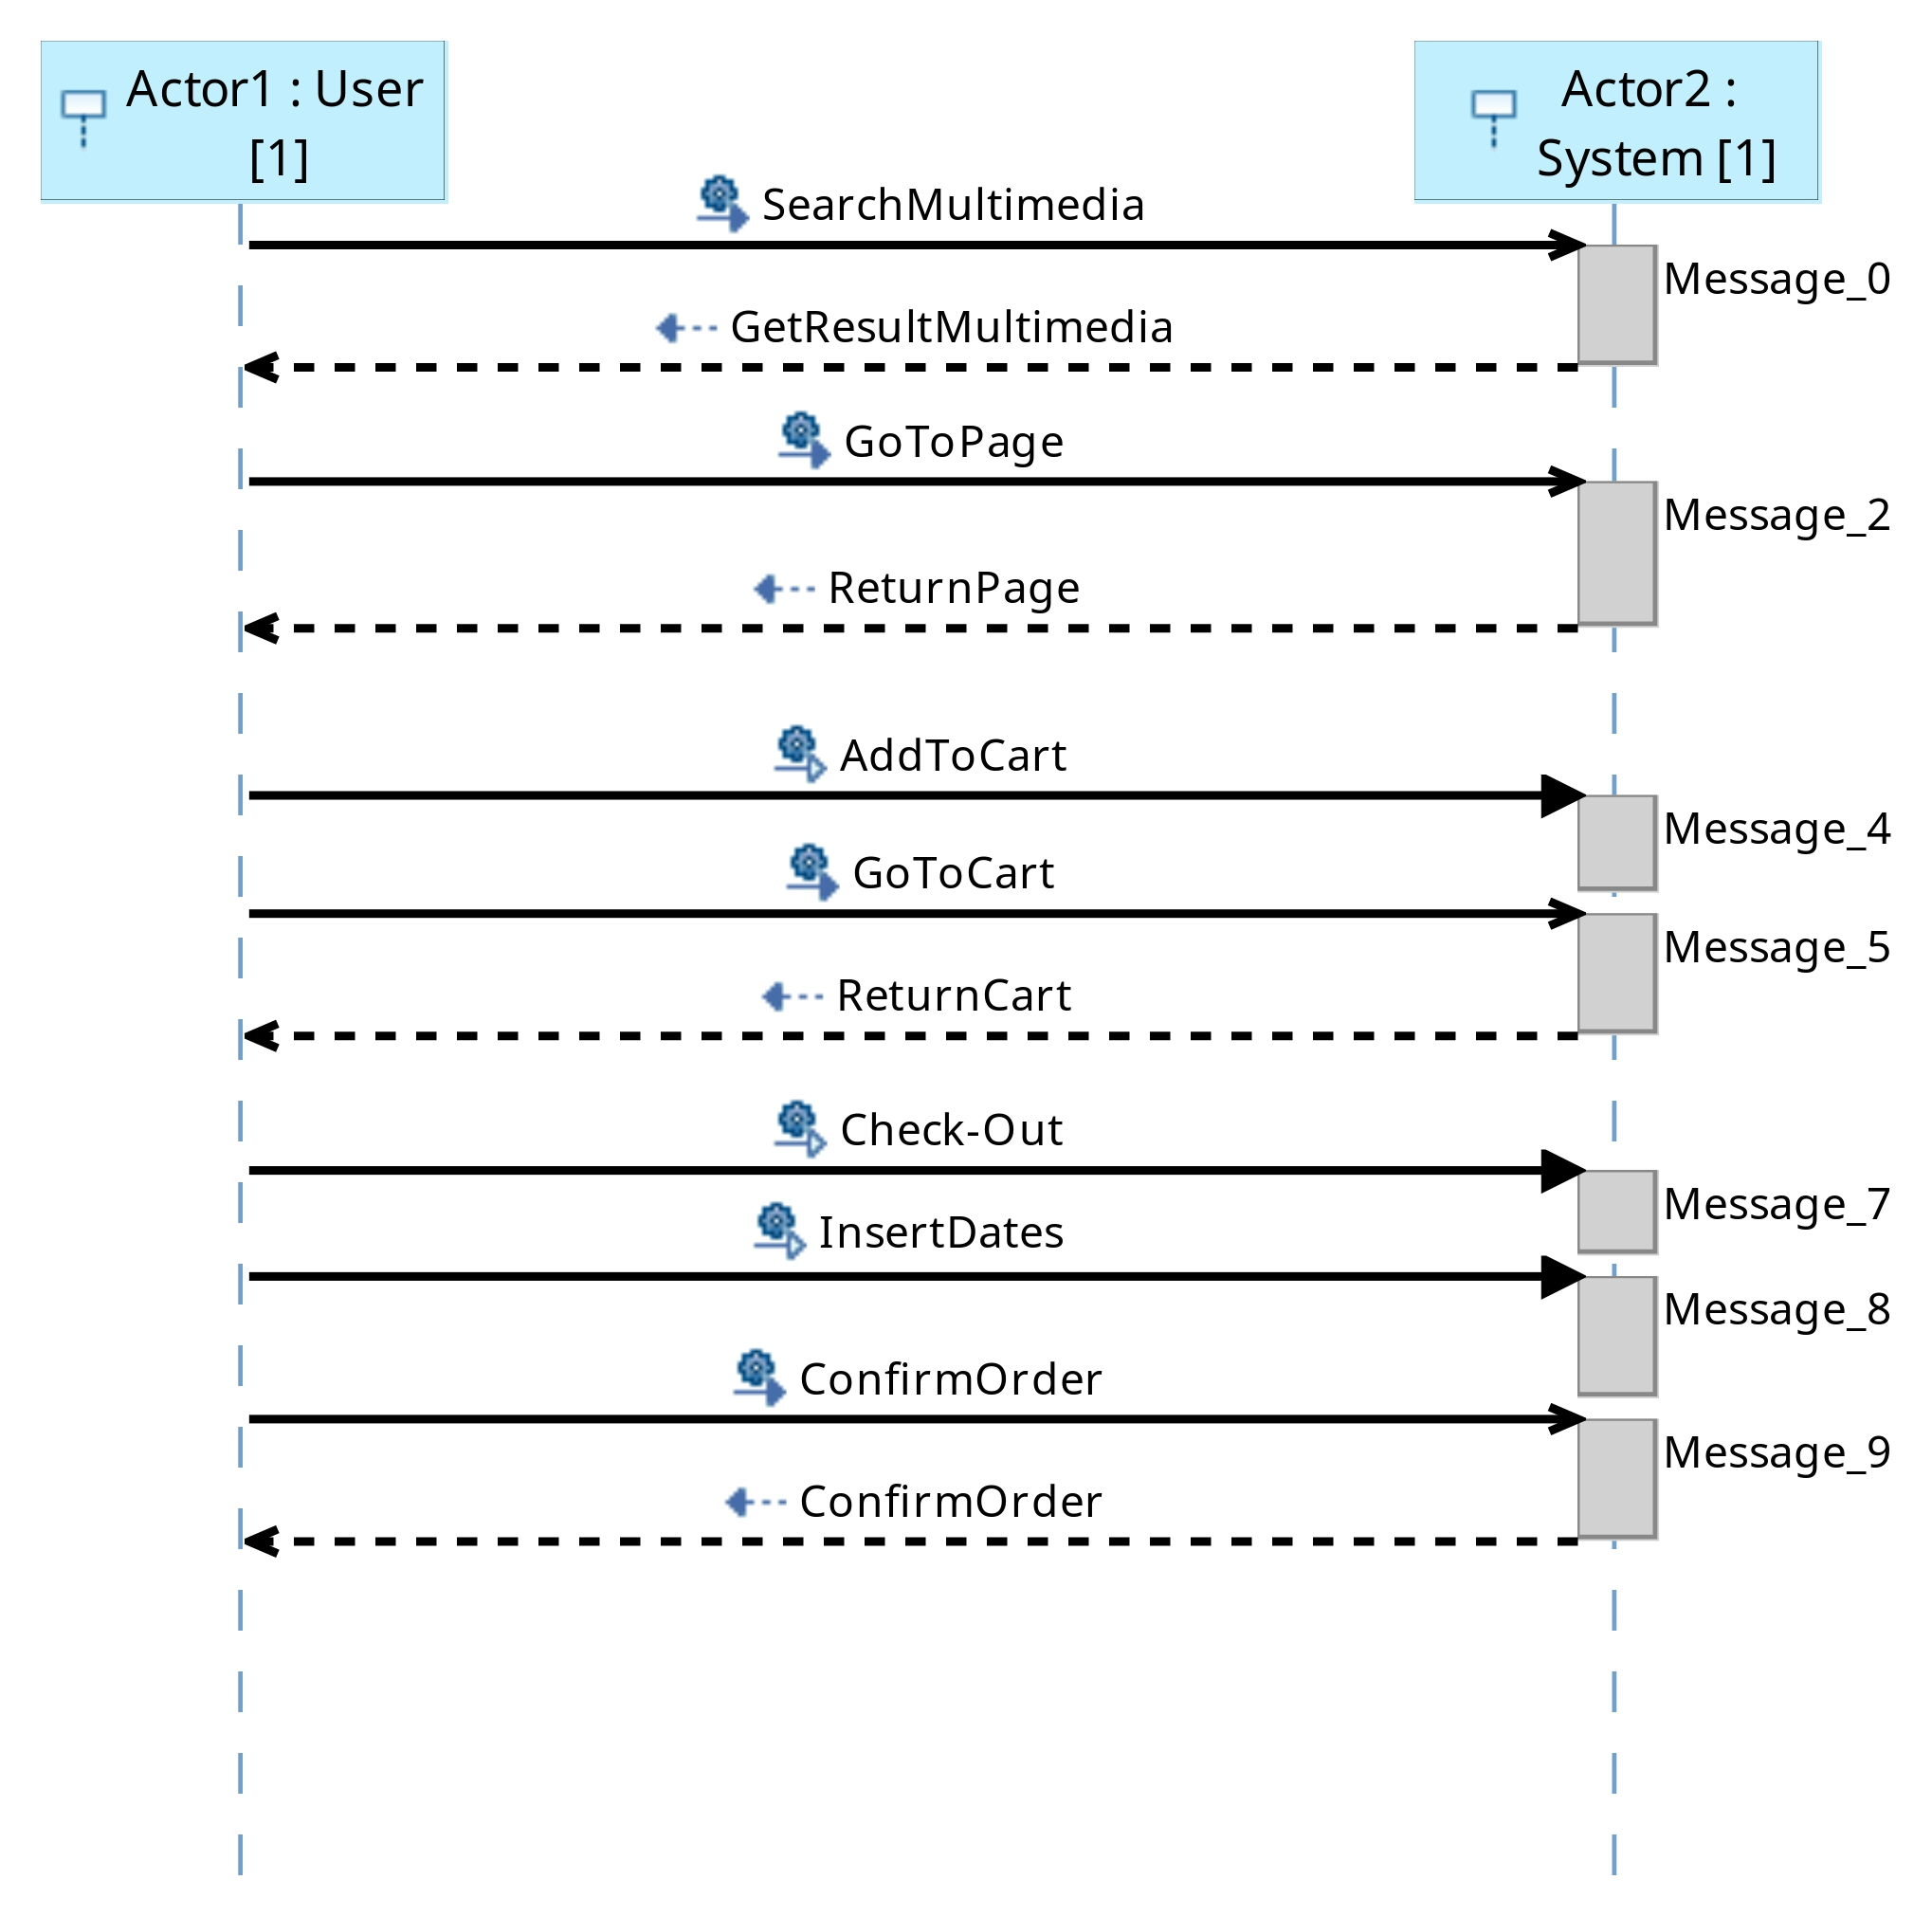 Actor1 : User
[1]
Actor2 :
System [1]
SearchMultimedia
Message_0
GetResultMultimedia
GoToPage
Message_2
ReturnPage
AddToCart
Message_4
GoToCart
Message_5
ReturnCart
Check-Out
Message_7
InsertDates
Message_8
ConfirmOrder
Message_9
ConfirmOrder